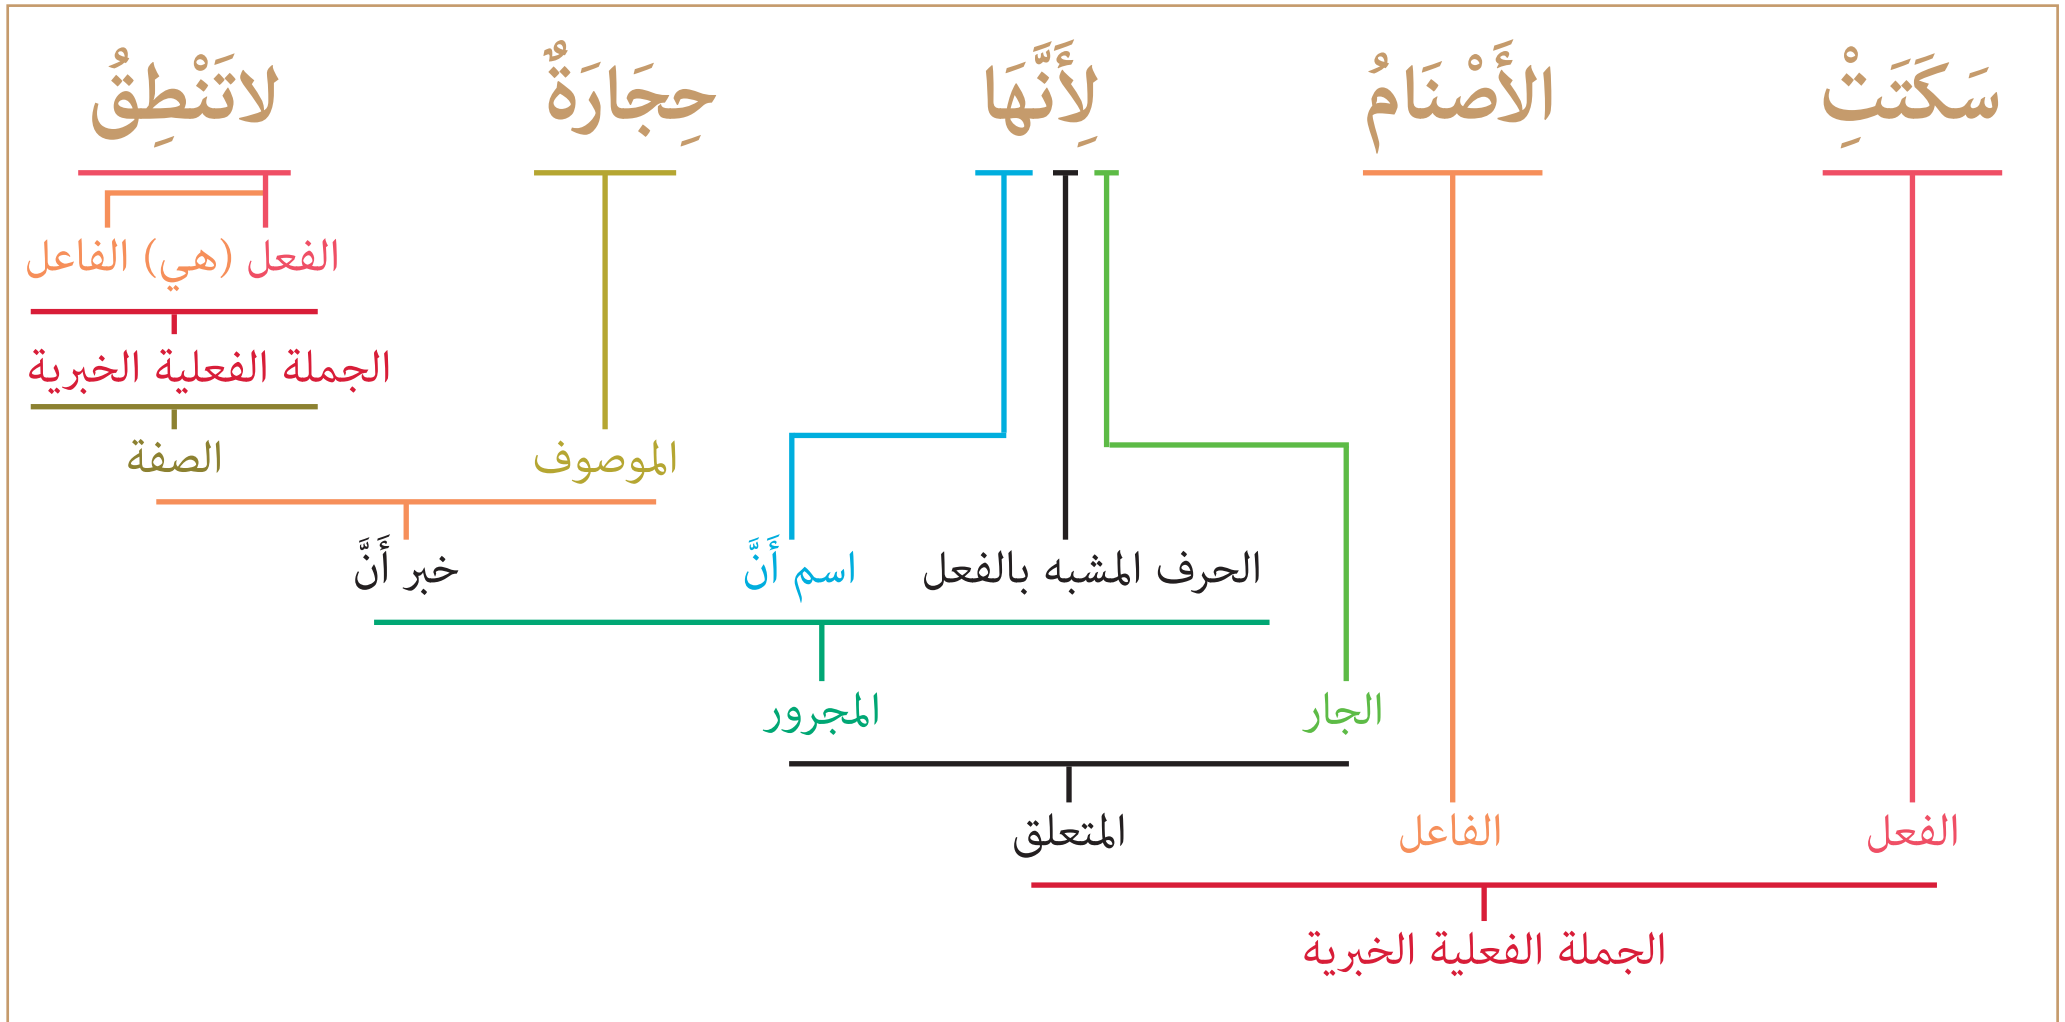 سَكَتَتِْ الأَصْنَامُ لِأَنَّهَا حِجَارَةٌ لاتَنْطِقُ
الفعل (هي) الفاعل
الجملة الفعلية الخبرية
الموصوف الصفة
الحرف المشبه بالفعل اسم أَنَّ خبر أَنَّ
الجار المجرور
الفعل الفاعل المتعلق
الجملة الفعلية الخبرية